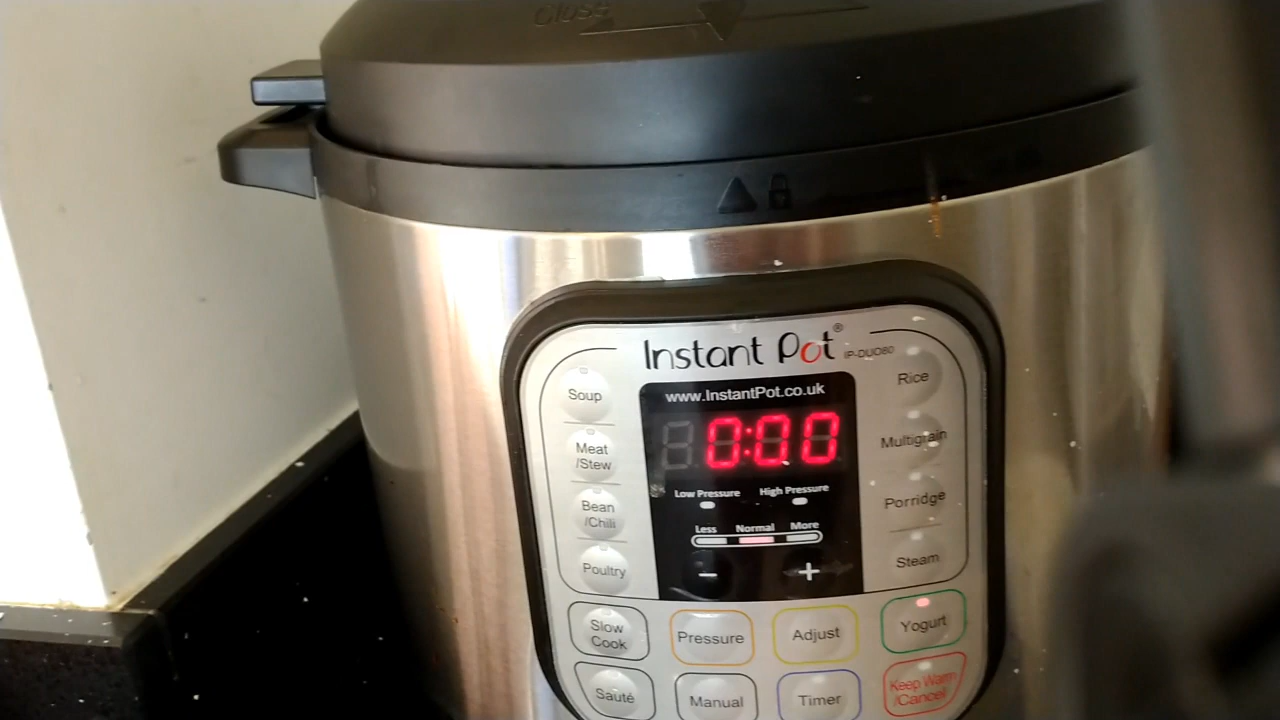 Close
Instant Pot®
IP-DUO80
www.InstantPot.co.uk
0:00
Low Pressure High Pressure
Less Normal More
- +
Soup
Meat
/Stew
Bean
/Chili
Poultry
Slow
Cook
Sauté
Pressure
Manual
Adjust
Timer
Rice
Multigrain
Porridge
Steam
Yogurt
Keep Warm
/Cancel